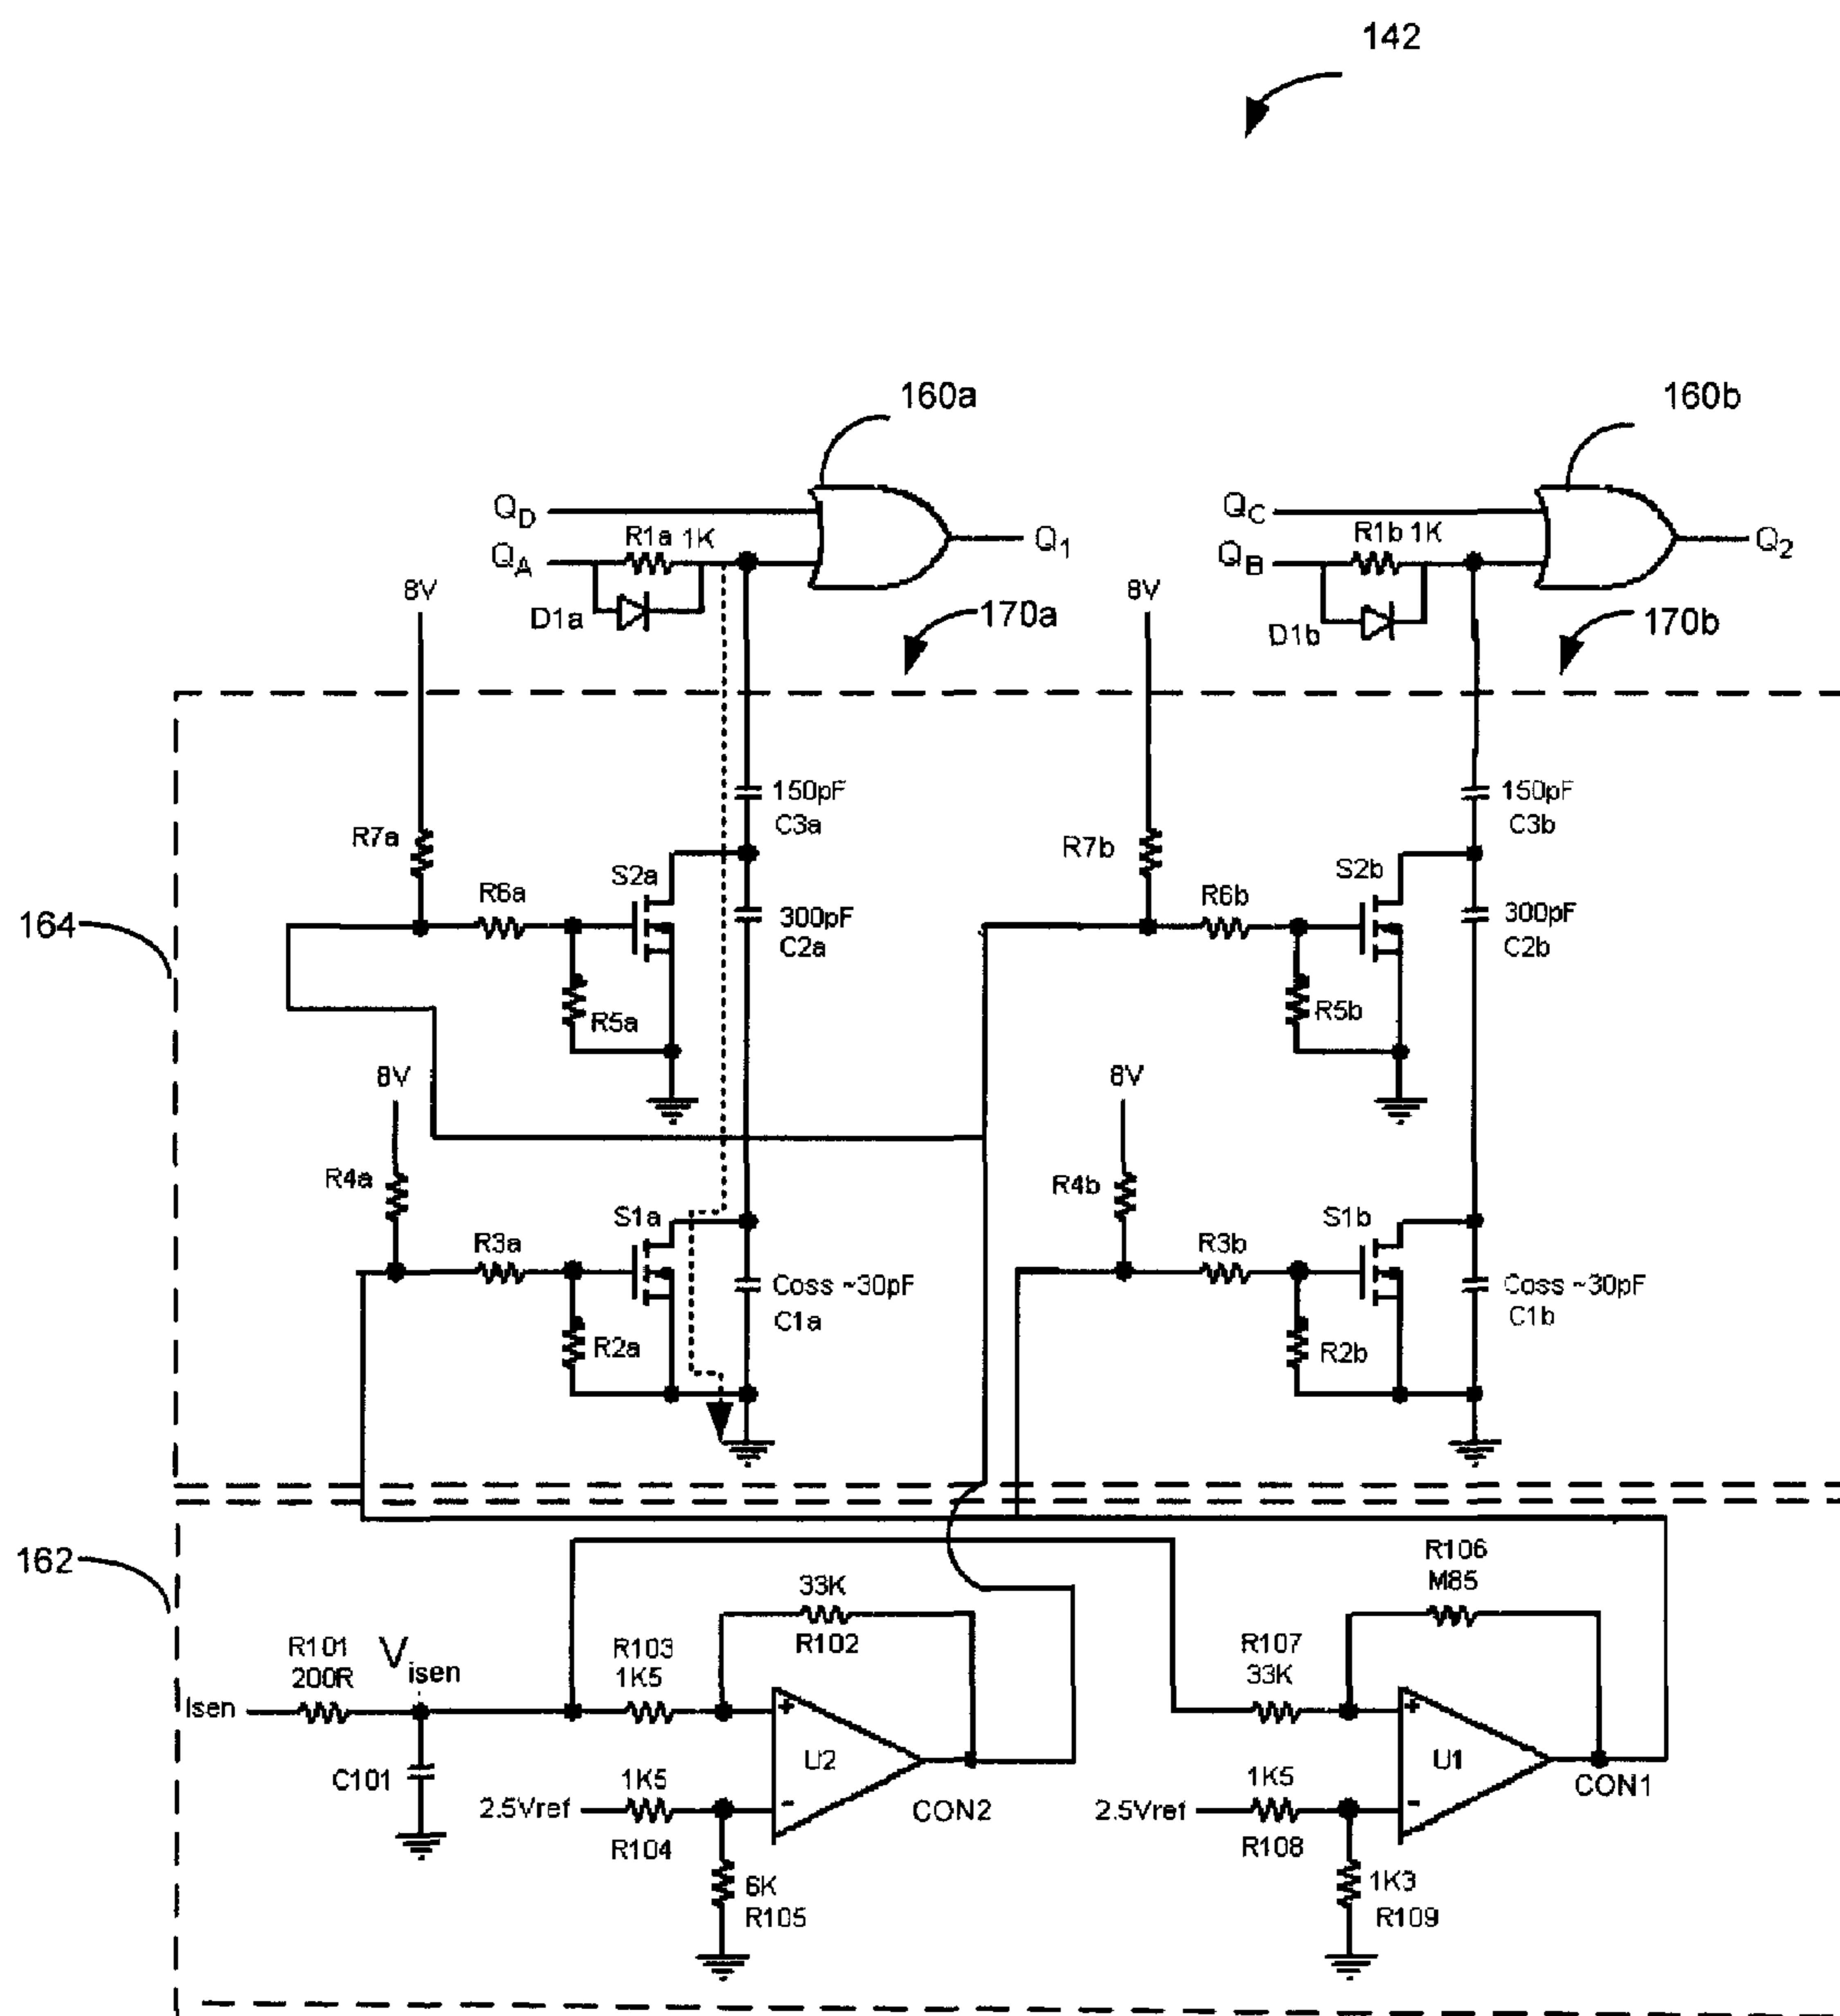 142
160a
160b
QD
R1a 1K
QA
Q1
D1a
QC
R1b 1K
QB
Q2
D1b
8V
170a
8V
170b
150pF
C3a
150pF
C3b
R7a
R7b
S2a
S2b
R6a
R6b
300pF
C2a
300pF
C2b
164
R5a
R5b
8V
8V
R4a
R4b
S1a
S1b
R3a
R3b
Coss ~30pF
C1a
Coss ~30pF
C1b
R2a
R2b
162
R106
M85
33K
R102
R101
200R
Visen
R103
1K5
R107
33K
Isen
+
+
C101
U2
U1
1K5
1K5
CON1
2.5Vref
-
CON2
2.5Vref
-
R104
R108
6K
R105
1K3
R109